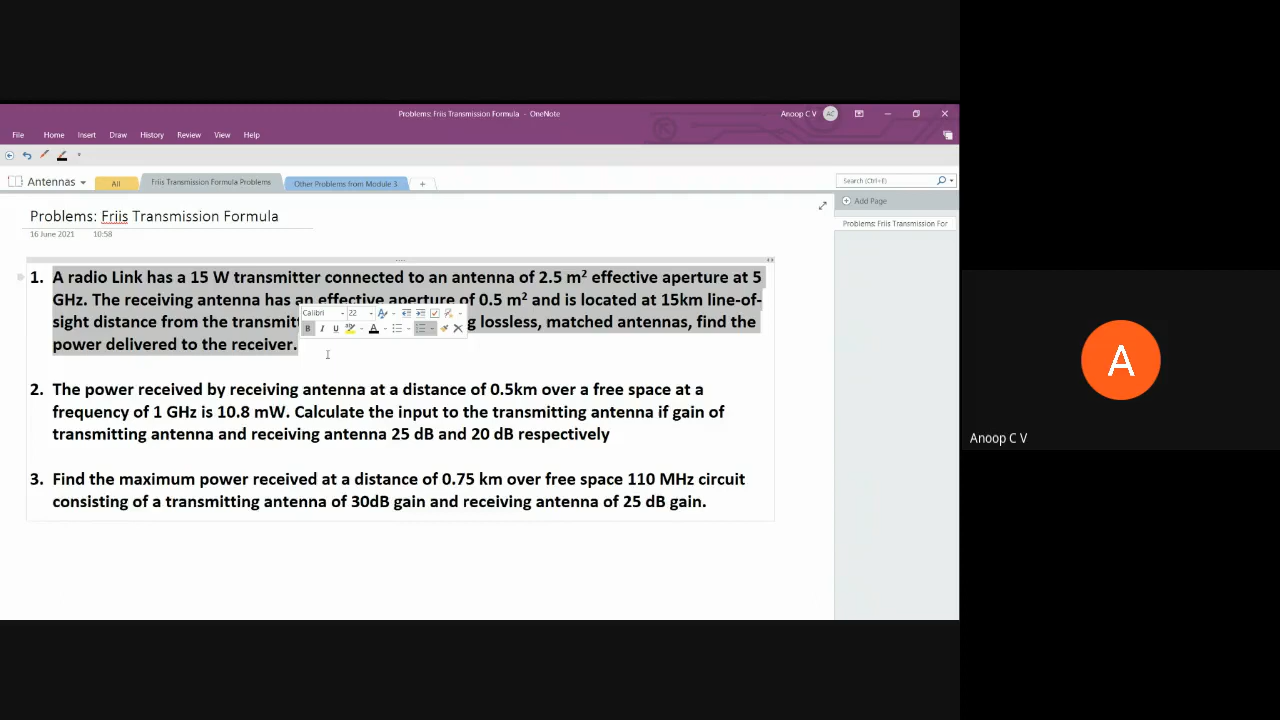 Problems: Friis Transmission Formula - OneNote
Anoop C V AC
File Home Insert Draw History Review View Help
Antennas All Friis Transmission Formula Problems Other Problems from Module 3 +
Search (Ctrl+E)
Add Page
Problems: Friis Transmission For
Problems: Friis Transmission Formula
16 June 2021 10:58
1. A radio Link has a 15 W transmitter connected to an antenna of 2.5 m² effective aperture at 5
GHz. The receiving antenna has an effective aperture of 0.5 m² and is located at 15km line-of-
sight distance from the transmitt g lossless, matched antennas, find the
power delivered to the receiver.
Calibri 22
B I U A
2. The power received by receiving antenna at a distance of 0.5km over a free space at a
frequency of 1 GHz is 10.8 mW. Calculate the input to the transmitting antenna if gain of
transmitting antenna and receiving antenna 25 dB and 20 dB respectively
3. Find the maximum power received at a distance of 0.75 km over free space 110 MHz circuit
consisting of a transmitting antenna of 30dB gain and receiving antenna of 25 dB gain.
A
Anoop C V